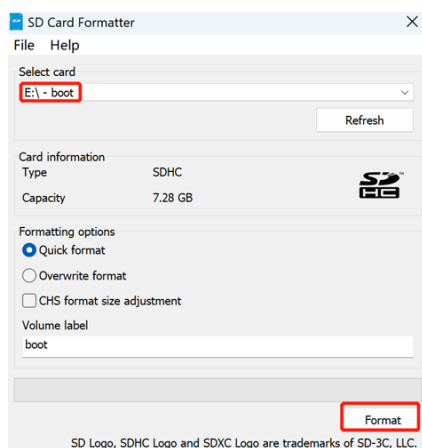 SD Card Formatter
File Help
Select card
E:\ - boot
Refresh
Card information
Type SDHC
Capacity 7.28 GB
SD
HC
Formatting options
Quick format
Overwrite format
CHS format size adjustment
Volume label
boot
Format
SD Logo, SDHC Logo and SDXC Logo are trademarks of SD-3C, LLC.